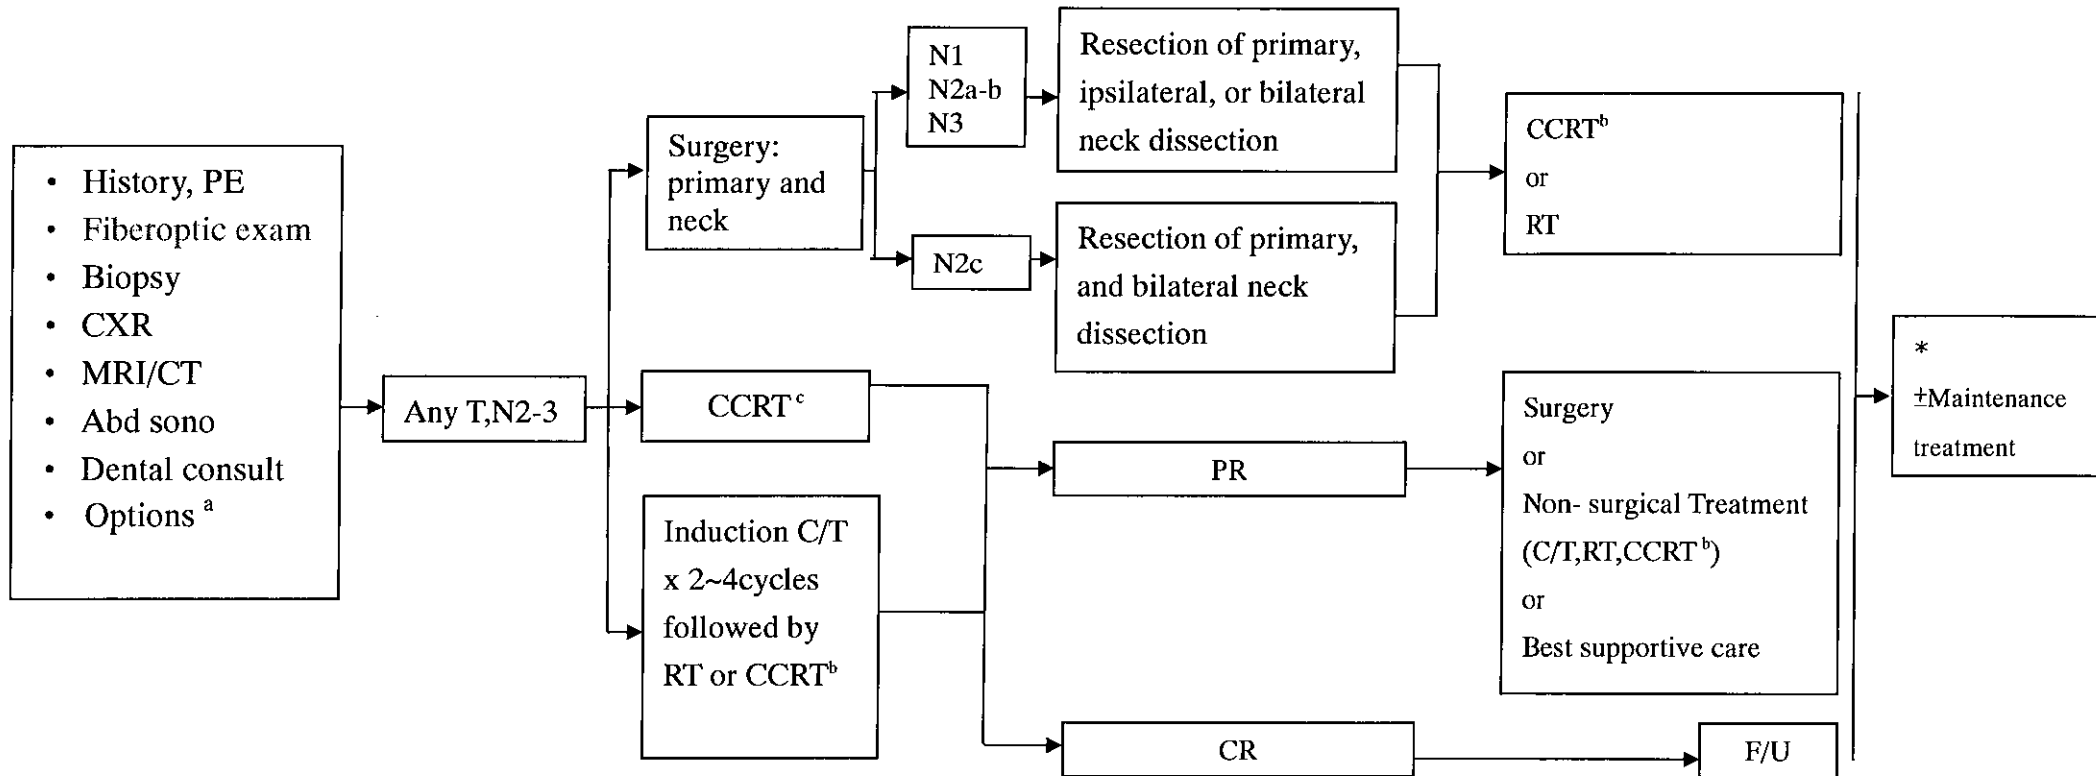 • History, PE
• Fiberoptic exam
• Biopsy
• CXR
• MRI/CT
• Abd sono
• Dental consult
• Options a
Any T,N2-3
Surgery:
primary and
neck
N1
N2a-b
N3
Resection of primary,
ipsilateral, or bilateral
neck dissection
N2c
Resection of primary,
and bilateral neck
dissection
CCRTb
or
RT
CCRT c
Induction C/T
x 2~4cycles
followed by
RT or CCRTb
PR
Surgery
or
Non- surgical Treatment
(C/T,RT,CCRT b)
or
Best supportive care
CR
F/U
*
±Maintenance
treatment